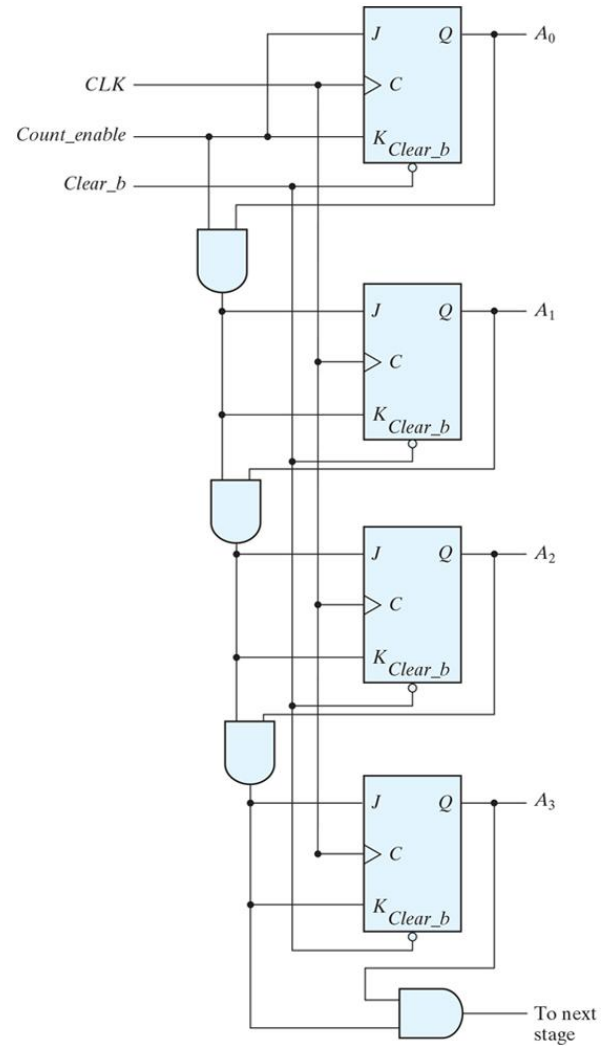 J Q A0
CLK C
Count_enable K
Clear_b
Clear_b
J Q A1
C
K
Clear_b
J Q A2
C
K
Clear_b
J Q A3
C
K
Clear_b
To next
stage